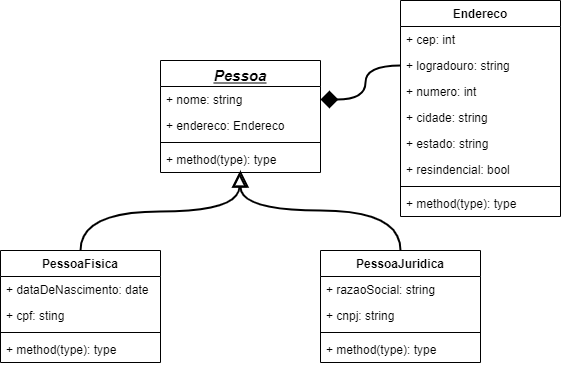 Endereco
+ cep: int
+ logradouro: string
+ numero: int
+ cidade: string
+ estado: string
+ resindencial: bool
+ method(type): type
Pessoa
+ nome: string
+ endereco: Endereco
+ method(type): type
PessoaFisica
+ dataDeNascimento: date
+ cpf: sting
+ method(type): type
PessoaJuridica
+ razaoSocial: string
+ cnpj: string
+ method(type): type